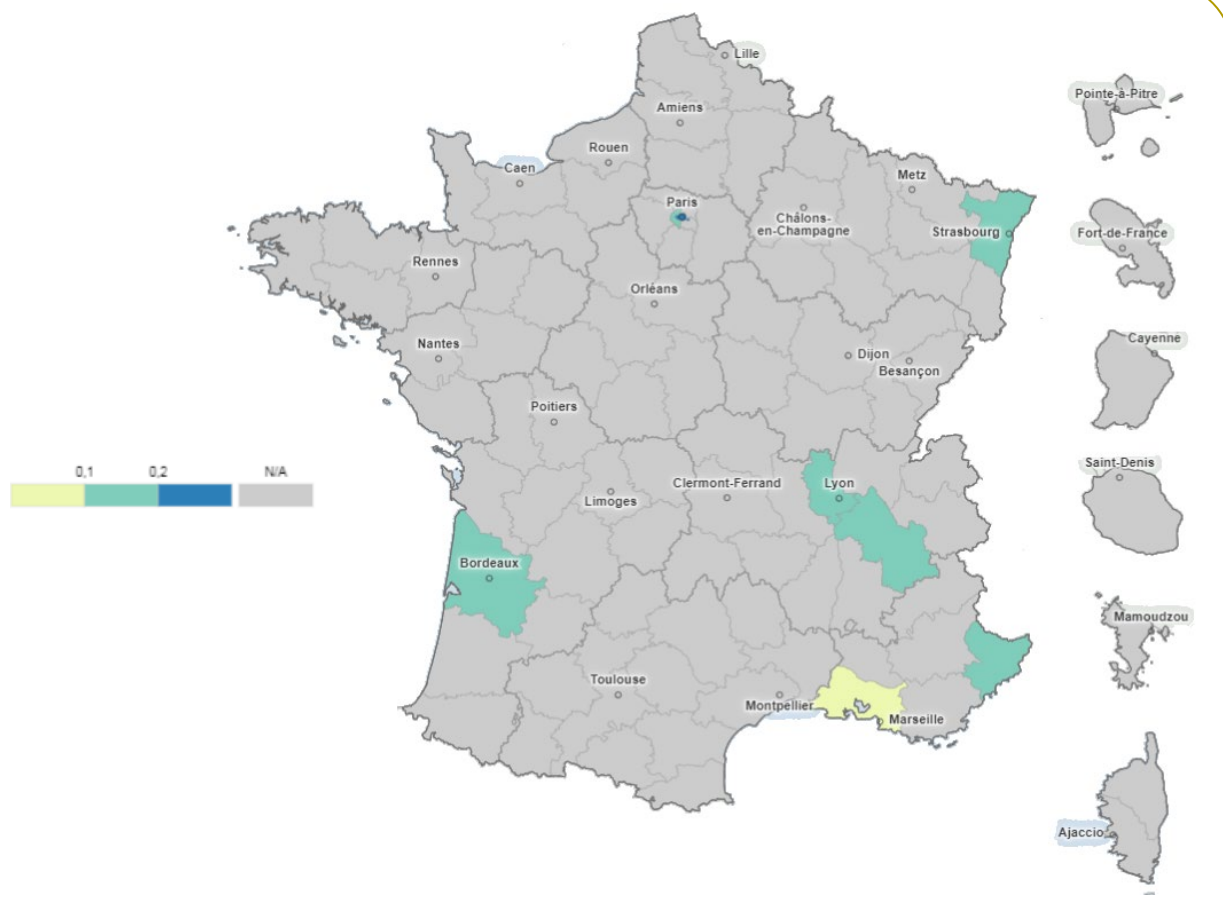 Lille
Pointe-à-Pitre
Amiens
Rouen
Caen
Metz
Paris
Châlons-
en-Champagne
Strasbourg
Fort-de-France
Rennes
Orléans
Cayenne
Nantes
Dijon
Besançon
Poitiers
Saint-Denis
0,1 0,2 N/A
Clermont-Ferrand
Lyon
Limoges
Bordeaux
Mamoudzou
Toulouse
Montpellier
Marseille
Ajaccio